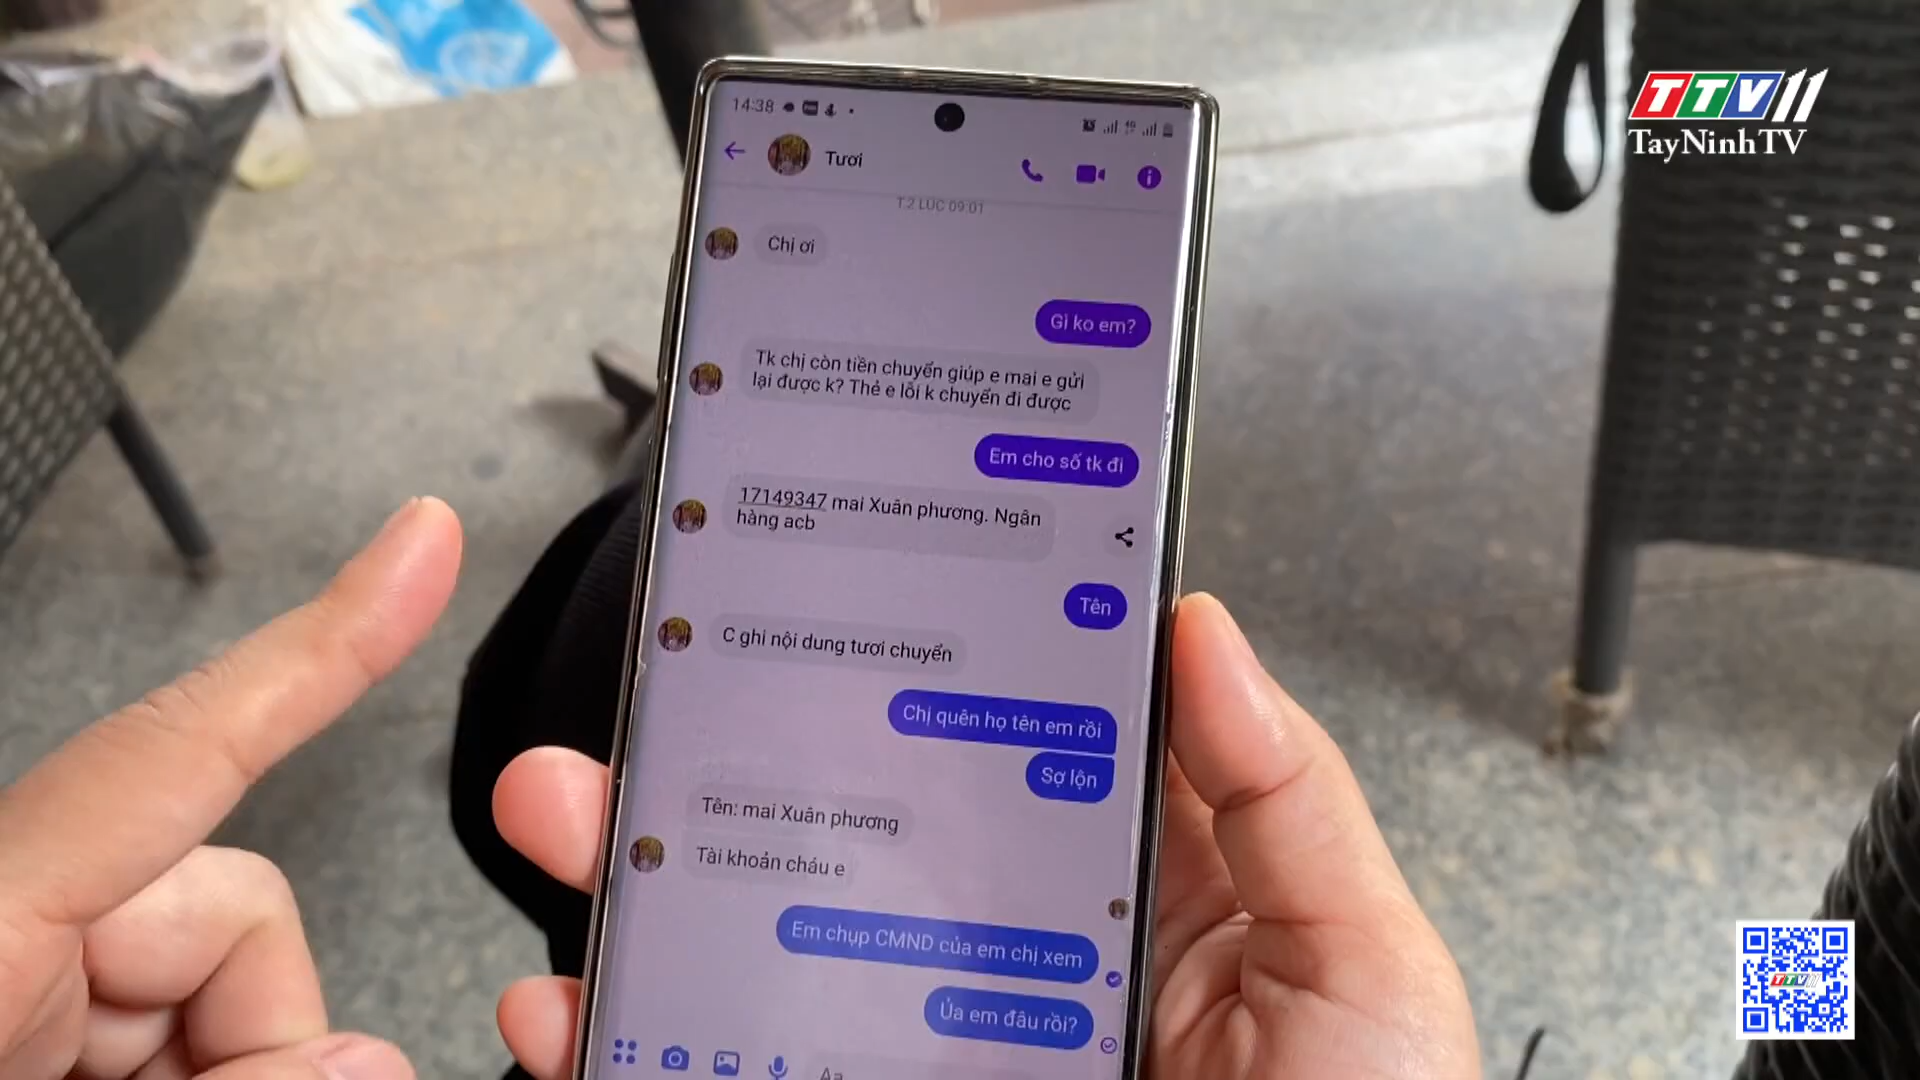 TTV11
TayNinhTV
14:38
Tươi
T.2 LÚC 09:01
Chị ơi
Gì ko em?
Tk chị còn tiền chuyển giúp e mai e gửi
lại được k? Thẻ e lỗi k chuyển đi được
Em cho số tk đi
17149347 mai Xuân phương. Ngân
hàng acb
Tên
C ghi nội dung tươi chuyển
Chị quên họ tên em rồi
Sợ lộn
Tên: mai Xuân phương
Tài khoản cháu e
Em chụp CMND của em chị xem
Ủa em đâu rồi?
Aa
TTV11